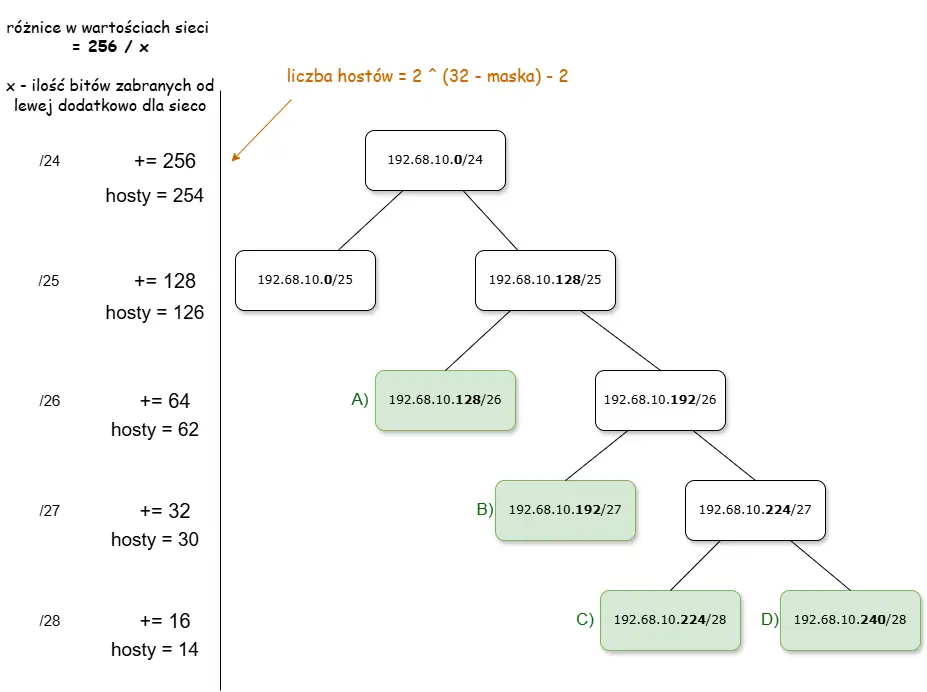 różnice w wartościach sieci
= 256 / x
x - ilość bitów zabranych od
lewej dodatkowo dla sieco
liczba hostów = 2 ^ (32 - maska) - 2
/24
+= 256
hosty = 254
192.68.10.0/24
/25
+= 128
hosty = 126
192.68.10.0/25
192.68.10.128/25
/26
+= 64
hosty = 62
A)
192.68.10.128/26
192.68.10.192/26
/27
+= 32
hosty = 30
B)
192.68.10.192/27
192.68.10.224/27
/28
+= 16
hosty = 14
C)
192.68.10.224/28
D)
192.68.10.240/28